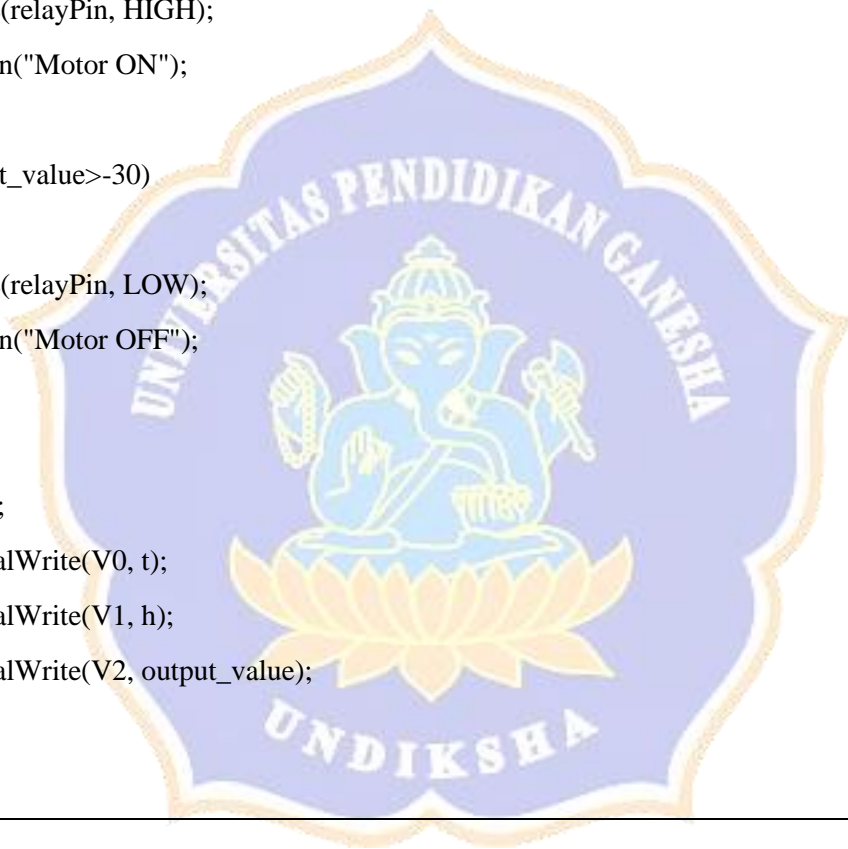 (relayPin, HIGH);
n("Motor ON");
t_value>-30)
(relayPin, LOW);
n("Motor OFF");
;
alWrite(V0, t);
alWrite(V1, h);
alWrite(V2, output_value);
UNIVERSITAS PENDIDIKAN GANESHA
UNDIKSHA